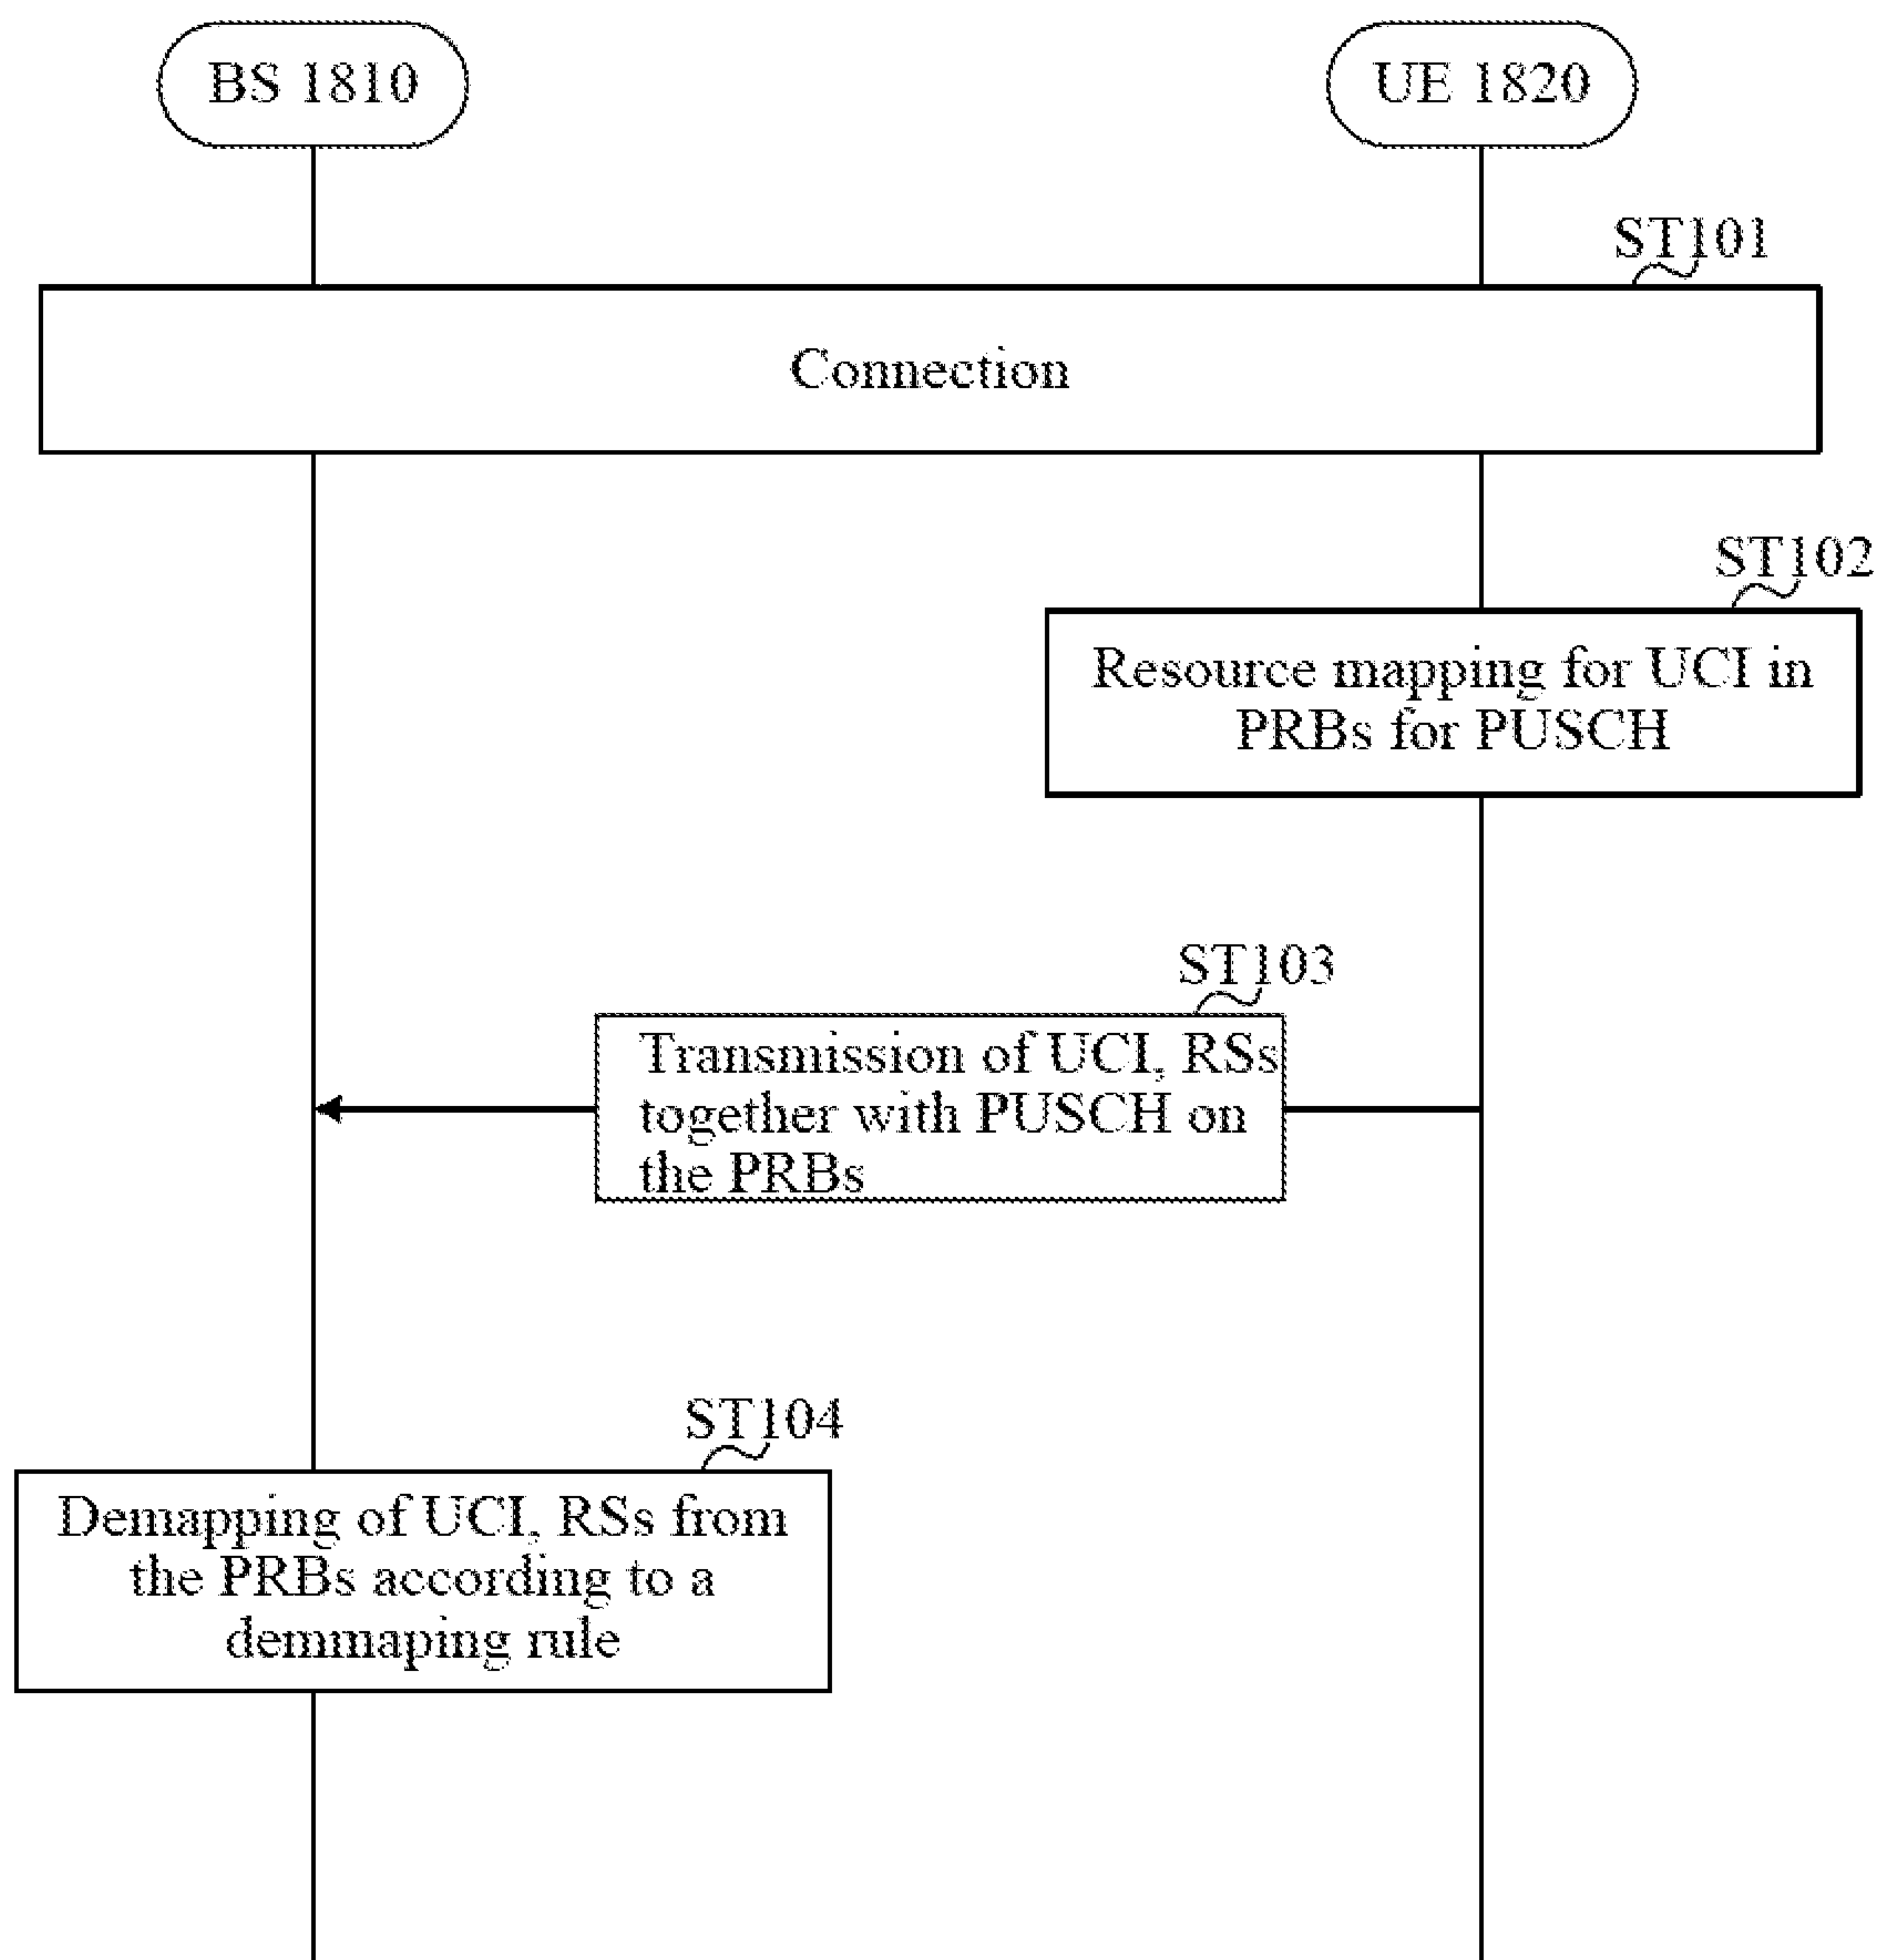 BS 1810
UE 1820
ST101
Connection
ST102
Resource mapping for UCI in
PRBs for PUSCH
ST103
Transmission of UCI, RSs
together with PUSCH on
the PRBs
ST104
Demapping of UCI, RSs from
the PRBs according to a
demmaping rule